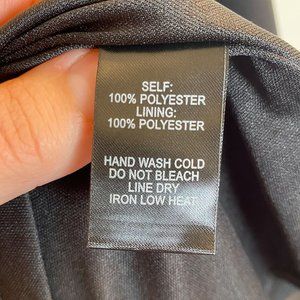 SELF:
100% POLYESTER
LINING:
100% POLYESTER
HAND WASH COLD
DO NOT BLEACH
LINE DRY
IRON LOW HEAT